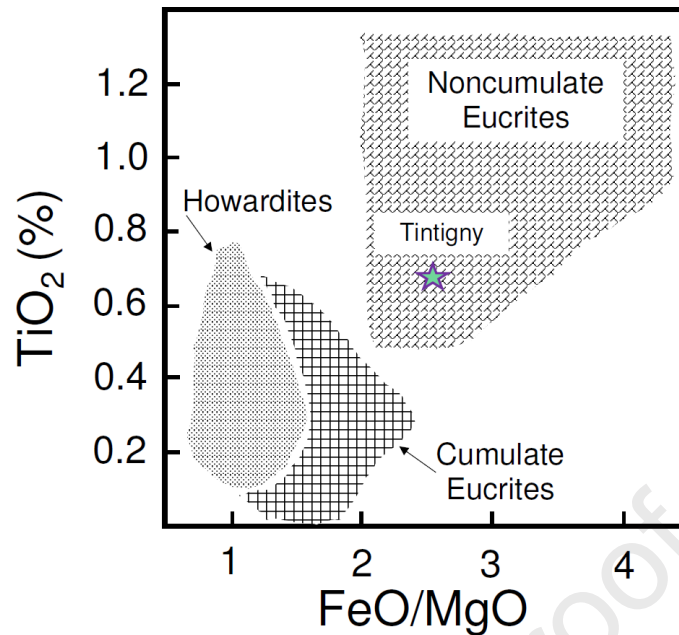 1.2
1.0
0.8
0.6
0.4
0.2
TiO₂ (%)
Noncumulate
Eucrites
Howardites
Tintigny
Cumulate
Eucrites
1 2 3 4
FeO/MgO
roof